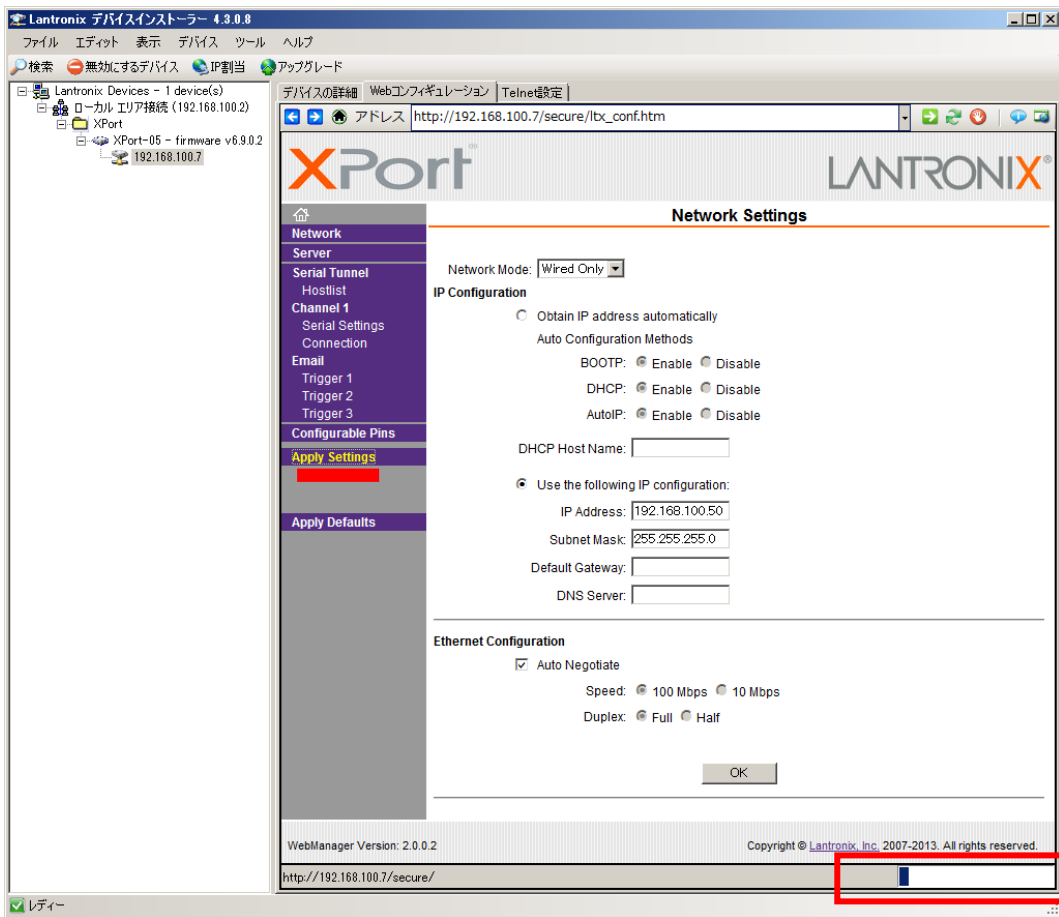 Lantronix デバイスインストーラー 4.3.0.8
ファイル エディット 表示 デバイス ツール ヘルプ
検索 無効にするデバイス IP割当 アップグレード
Lantronix Devices - 1 device(s)
ローカル エリア接続 (192.168.100.2)
XPort
XPort-05 - firmware v6.9.0.2
192.168.100.7
デバイスの詳細 Webコンフィギュレーション Telnet設定
アドレス http://192.168.100.7/secure/ltx_conf.htm
XPort™ LANTRONIX®
Network
Server
Serial Tunnel
Hostlist
Channel 1
Serial Settings
Connection
Email
Trigger 1
Trigger 2
Trigger 3
Configurable Pins
Apply Settings
Apply Defaults
Network Settings
Network Mode: Wired Only
IP Configuration
Obtain IP address automatically
Auto Configuration Methods
BOOTP: Enable Disable
DHCP: Enable Disable
AutoIP: Enable Disable
DHCP Host Name:
Use the following IP configuration:
IP Address: 192.168.100.50
Subnet Mask: 255.255.255.0
Default Gateway:
DNS Server:
Ethernet Configuration
Auto Negotiate
Speed: 100 Mbps 10 Mbps
Duplex: Full Half
OK
WebManager Version: 2.0.0.2
Copyright © Lantronix, Inc. 2007-2013. All rights reserved.
http://192.168.100.7/secure/
レディー